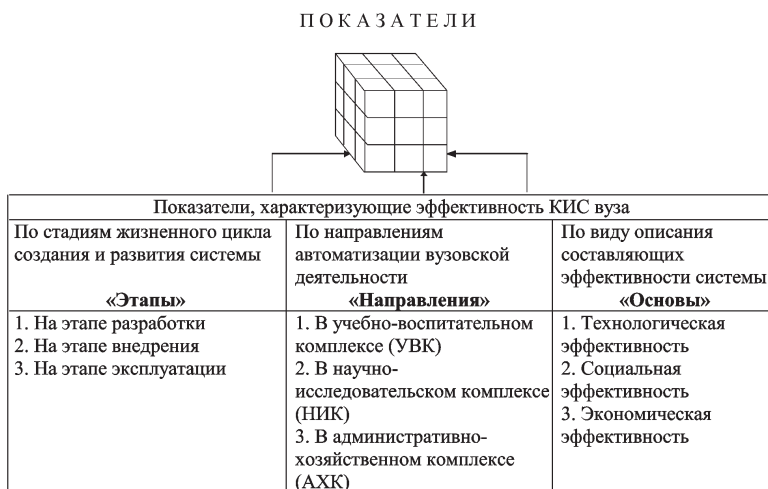 ПОКАЗАТЕЛИ
Показатели, характеризующие эффективность КИС вуза
По стадиям жизненного цикла
создания и развития системы
«Этапы»
1. На этапе разработки
2. На этапе внедрения
3. На этапе эксплуатации
По направлениям
автоматизации вузовской
деятельности
«Направления»
1. В учебно-воспитательном
комплексе (УВК)
2. В научно-
исследовательском комплексе
(НИК)
3. В административно-
хозяйственном комплексе
(АХК)
По виду описания
составляющих
эффективности системы
«Основы»
1. Технологическая
эффективность
2. Социальная
эффективность
3. Экономическая
эффективность